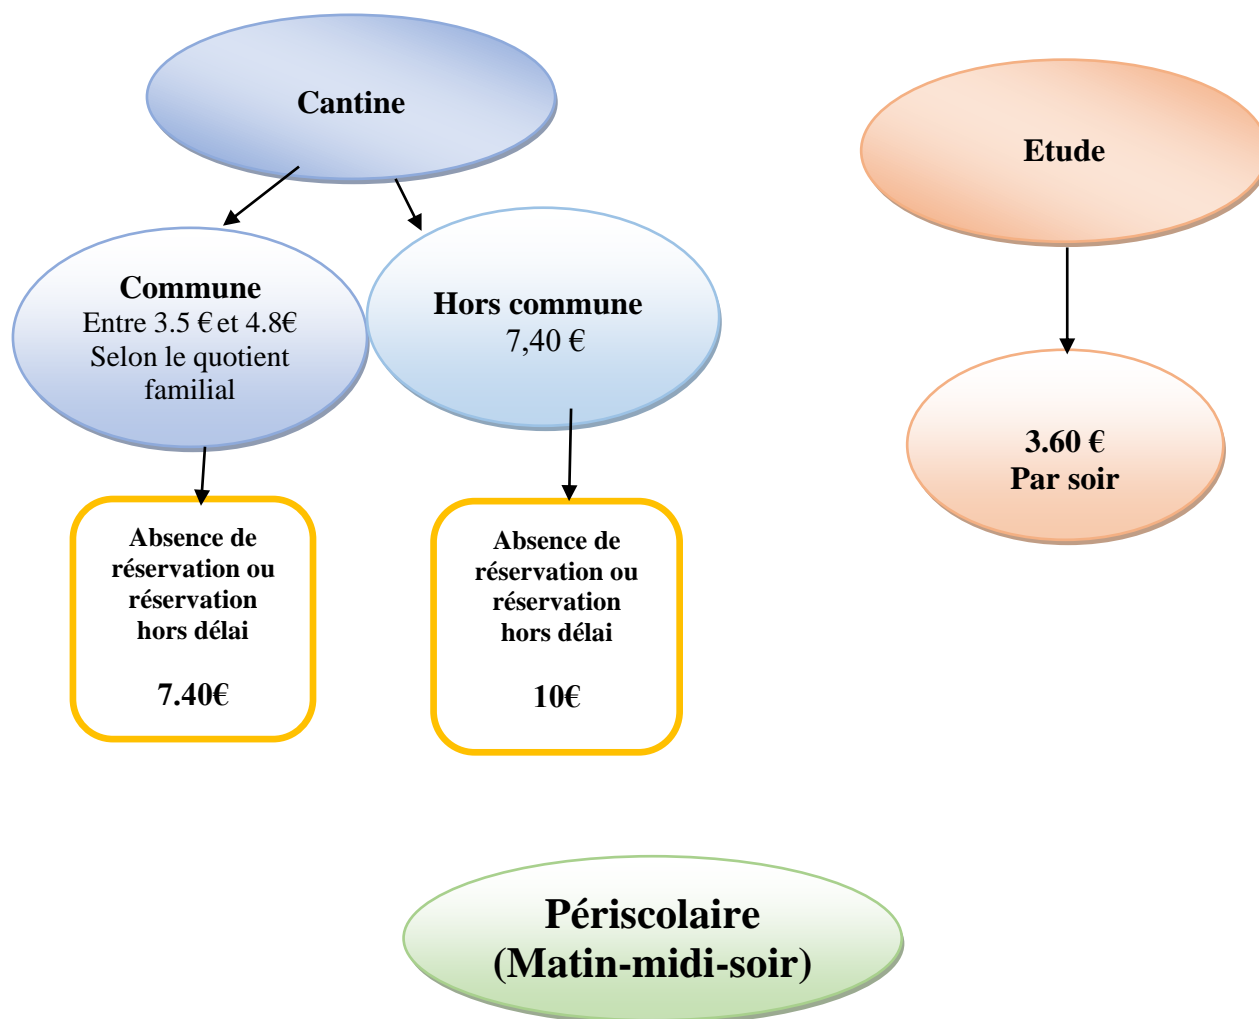 Cantine
Etude
Commune
Entre 3.5 € et 4.8€
Selon le quotient
familial
Hors commune
7,40 €
3.60 €
Par soir
Absence de
réservation ou
réservation
hors délai
7.40€
Absence de
réservation ou
réservation
hors délai
10€
Périscolaire
(Matin-midi-soir)